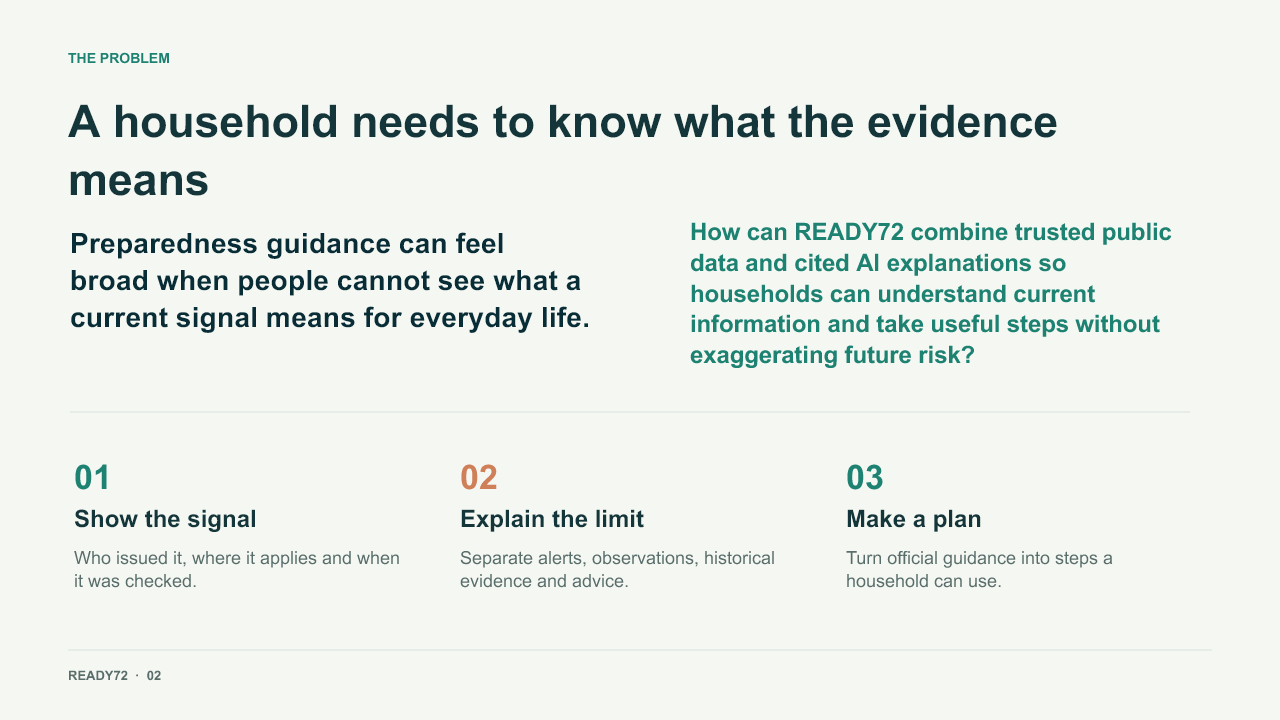 THE PROBLEM
A household needs to know what the evidence
means
Preparedness guidance can feel
broad when people cannot see what a
current signal means for everyday life.
How can READY72 combine trusted public
data and cited AI explanations so
households can understand current
information and take useful steps without
exaggerating future risk?
01
Show the signal
Who issued it, where it applies and when
it was checked.
02
Explain the limit
Separate alerts, observations, historical
evidence and advice.
03
Make a plan
Turn official guidance into steps a
household can use.
READY72 · 02